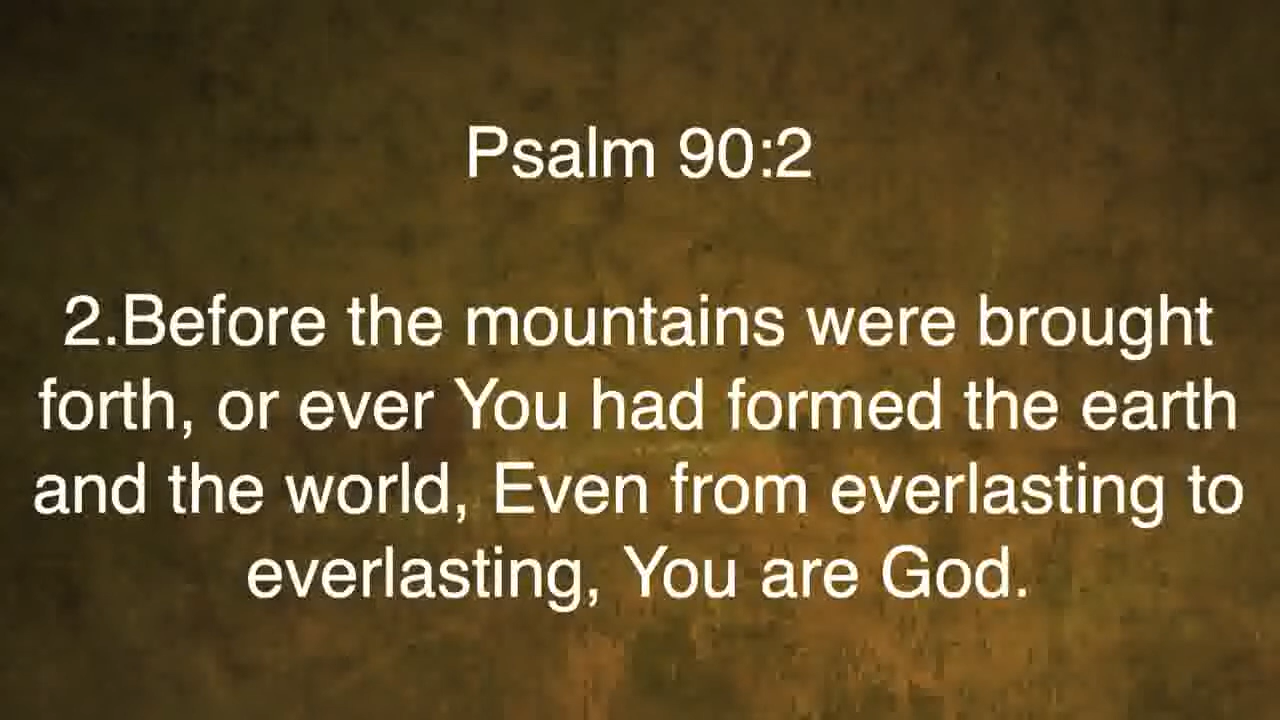 Psalm 90:2
2.Before the mountains were brought
forth, or ever You had formed the earth
and the world, Even from everlasting to
everlasting, You are God.